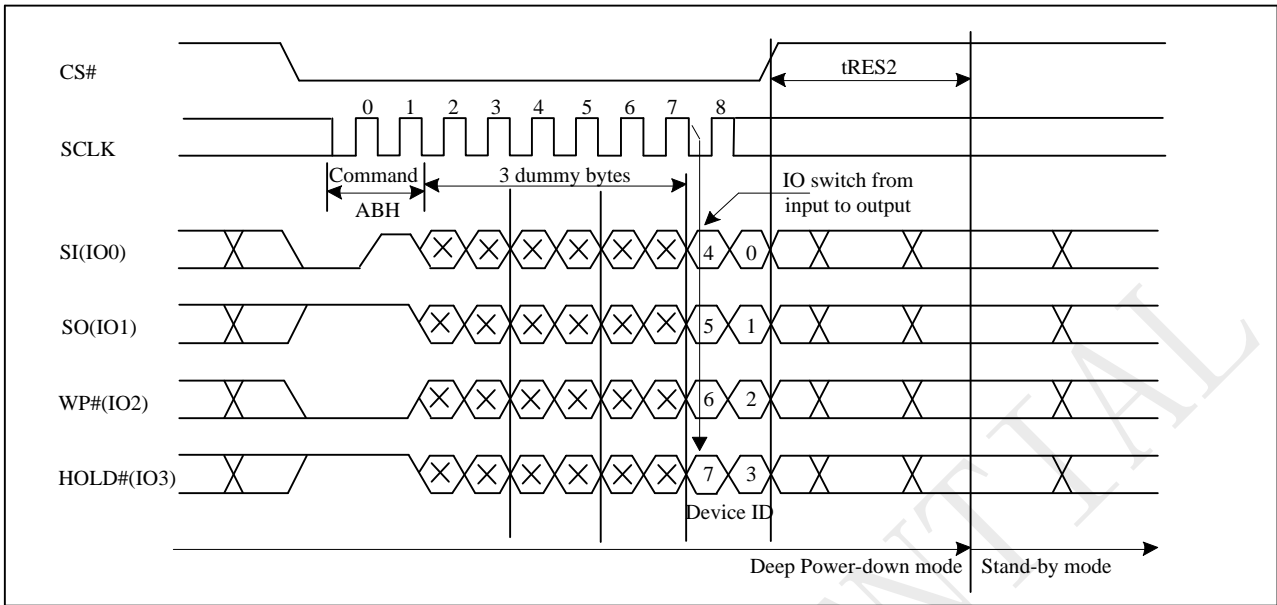 CS#
tRES2
0 1 2 3 4 5 6 7 8
SCLK
Command
3 dummy bytes
IO switch from
input to output
ABH
SI(IO0)
4 0
SO(IO1)
5 1
WP#(IO2)
6 2
HOLD#(IO3)
7 3
Device ID
Deep Power-down mode
Stand-by mode
NTIAL